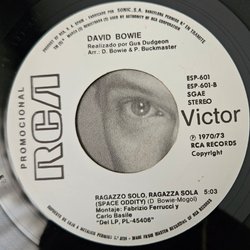 DAVID BOWIE
Realizado por Gus Dudgeon
Arr.: D. Bowie y P. Buckmaster
PROMOCIONAL
RCA
ESP-601
ESP-601-B
SGAE
STEREO
Victor
℗ 1970/73
RCA RECORDS
RAGAZZO SOLO, RAGAZZA SOLA 5:03
(SPACE ODDITY) (D. Bowie-Mogol)
Montaje: Fabrizio Ferrucci y
Carlo Basile
"Del LP, PL-45406"